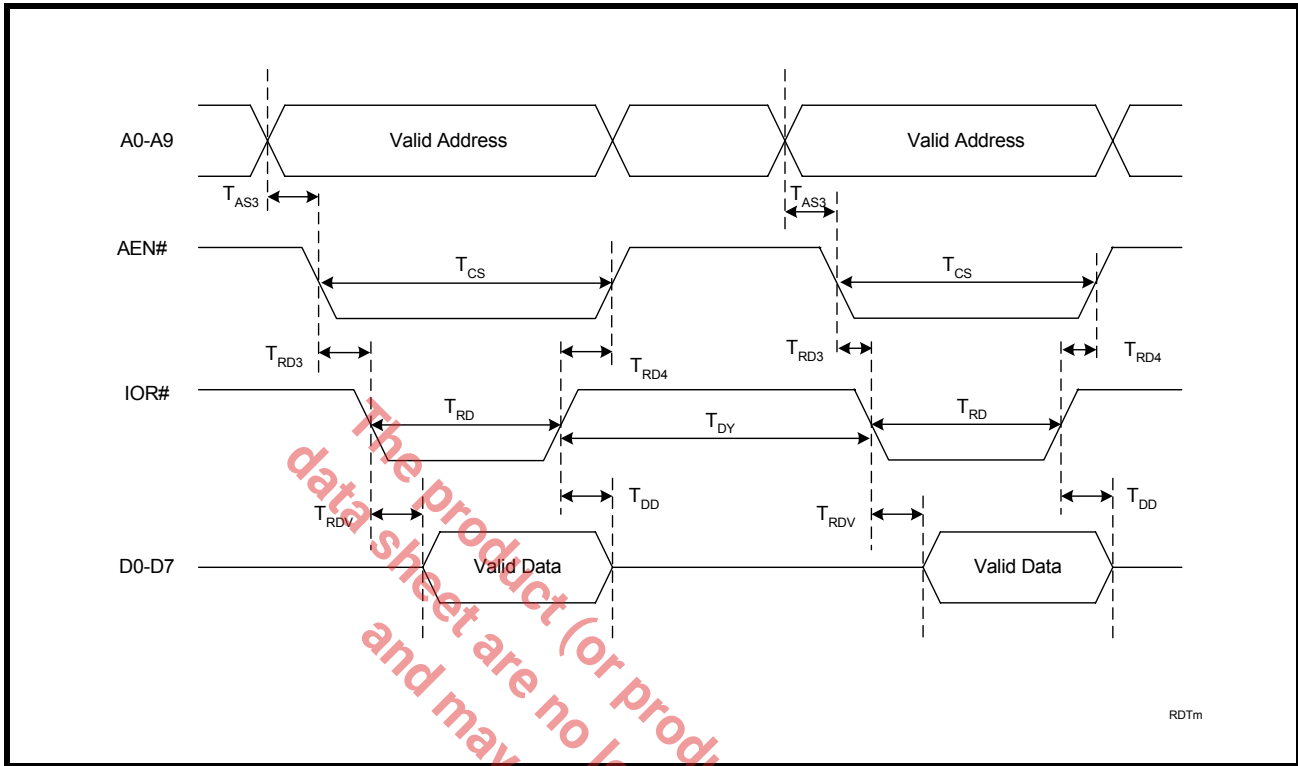 A0-A9
Valid Address
Valid Address
TAS3
TAS3
AEN#
TCS
TCS
TRD3
TRD4
TRD3
TRD4
IOR#
TRD
TDY
TRD
TRDV
TDD
TRDV
TDD
D0-D7
Valid Data
Valid Data
The product (or produ
data sheet are no lo
and may
RDTm